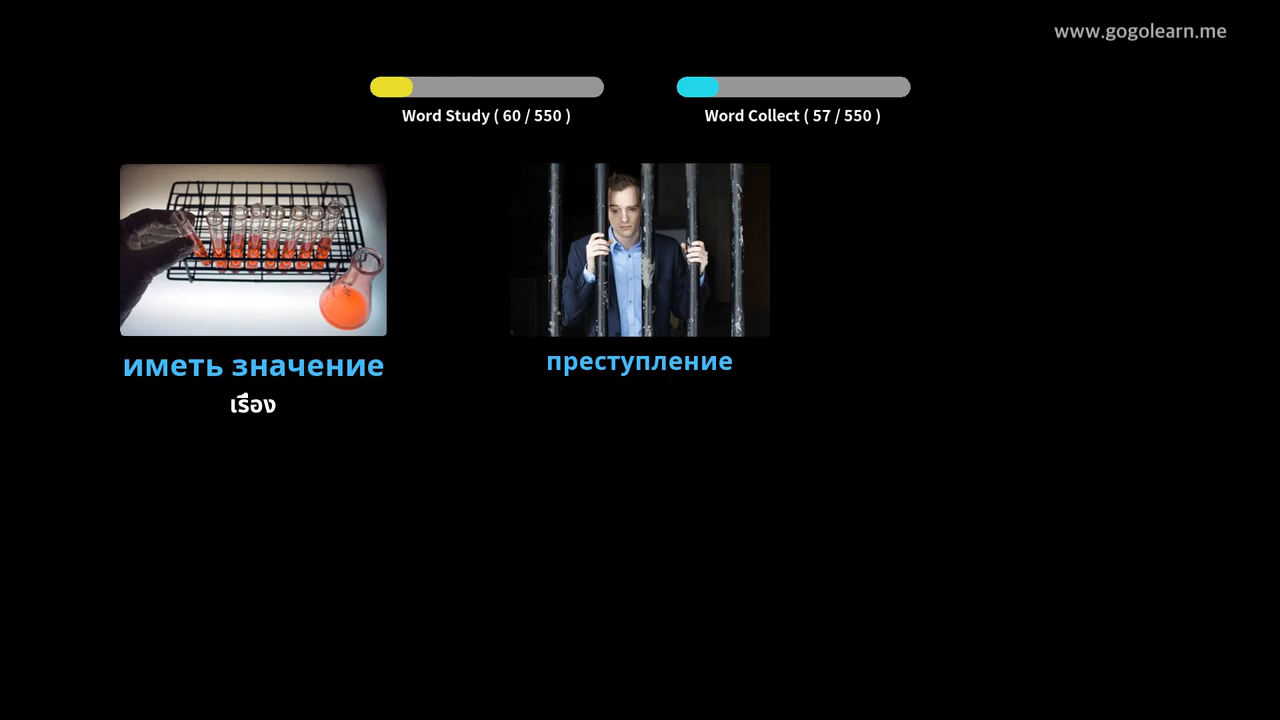 www.gogolearn.me
Word Study ( 60 / 550 )
Word Collect ( 57 / 550 )
иметь значение
เรื่อง
преступление